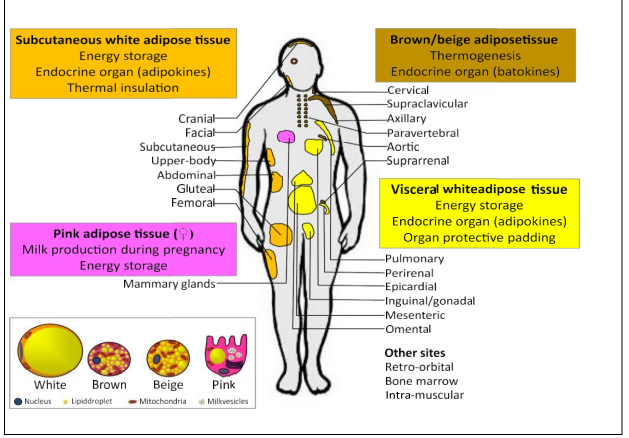 Subcutaneous white adipose tissue
Energy storage
Endocrine organ (adipokines)
Thermal insulation
Brown/beige adiposetissue
Thermogenesis
Endocrine organ (batokines)
Cranial
Facial
Subcutaneous
Upper-body
Abdominal
Gluteal
Femoral
Cervical
Supraclavicular
Axillary
Paravertebral
Aortic
Suprarrenal
Visceral whiteadipose tissue
Energy storage
Endocrine organ (adipokines)
Organ protective padding
Pink adipose tissue (♀)
Milk production during pregnancy
Energy storage
Mammary glands
Pulmonary
Perirenal
Epicardial
Inguinal/gonadal
Mesenteric
Omental
Other sites
Retro-orbital
Bone marrow
Intra-muscular
White Brown Beige Pink
Nucleus Lipiddroplet Mitochondria Milkvesicles